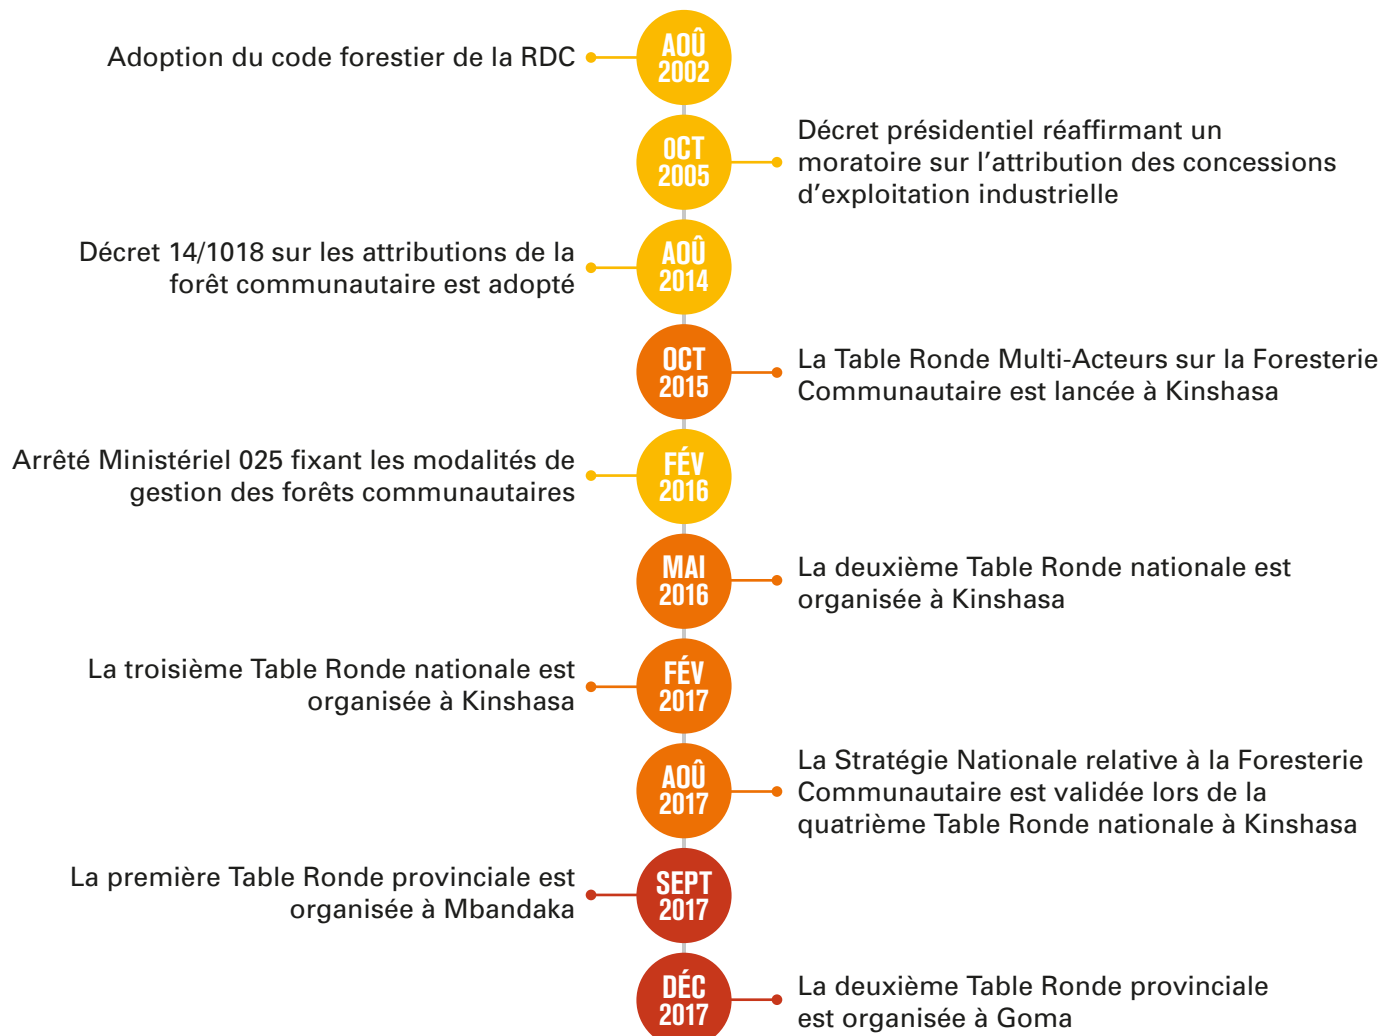 Adoption du code forestier de la RDC
AOÛ
2002
OCT
2005
Décret présidentiel réaffirmant un
moratoire sur l’attribution des concessions
d’exploitation industrielle
Décret 14/1018 sur les attributions de la
forêt communautaire est adopté
AOÛ
2014
OCT
2015
La Table Ronde Multi-Acteurs sur la Foresterie
Communautaire est lancée à Kinshasa
Arrêté Ministériel 025 fixant les modalités de
gestion des forêts communautaires
FÉV
2016
MAI
2016
La deuxième Table Ronde nationale est
organisée à Kinshasa
La troisième Table Ronde nationale est
organisée à Kinshasa
FÉV
2017
AOÛ
2017
La Stratégie Nationale relative à la Foresterie
Communautaire est validée lors de la
quatrième Table Ronde nationale à Kinshasa
La première Table Ronde provinciale est
organisée à Mbandaka
SEPT
2017
DÉC
2017
La deuxième Table Ronde provinciale
est organisée à Goma